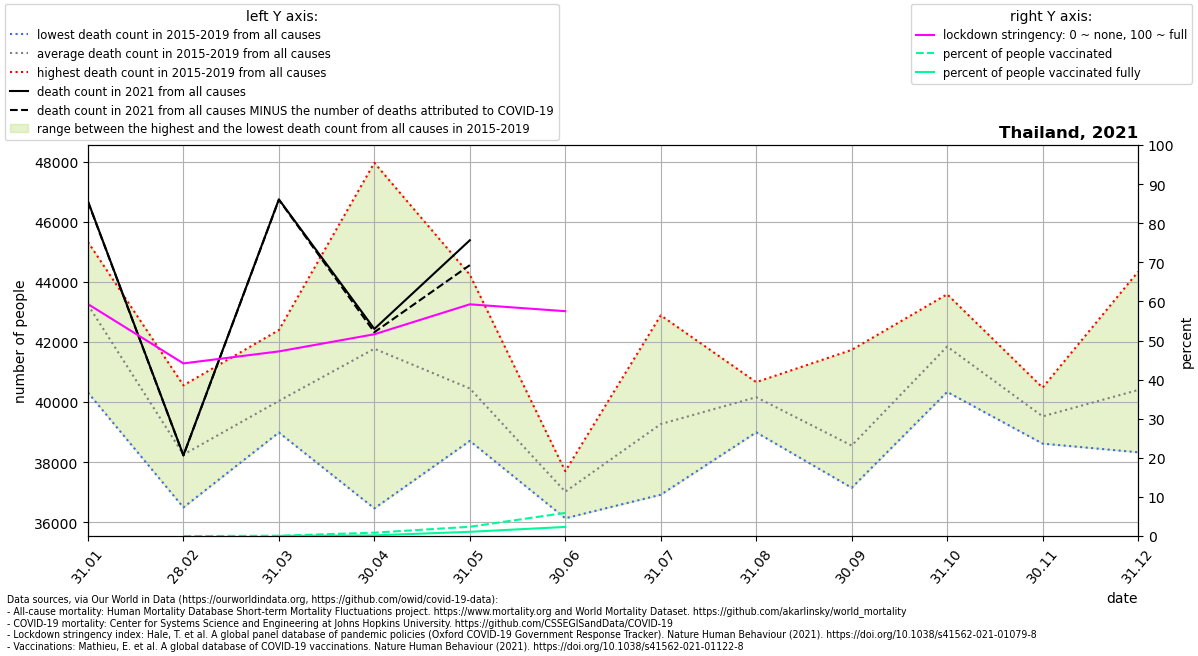 left Y axis:
lowest death count in 2015-2019 from all causes
average death count in 2015-2019 from all causes
highest death count in 2015-2019 from all causes
death count in 2021 from all causes
death count in 2021 from all causes MINUS the number of deaths attributed to COVID-19
range between the highest and the lowest death count from all causes in 2015-2019
right Y axis:
lockdown stringency: 0 ~ none, 100 ~ full
percent of people vaccinated
percent of people vaccinated fully
Thailand, 2021
number of people
48000
46000
44000
42000
40000
38000
36000
100
90
80
70
60
50
40
30
20
10
0
percent
31.01
28.02
31.03
30.04
31.05
30.06
31.07
31.08
30.09
31.10
30.11
31.12
date
Data sources, via Our World in Data (https://ourworldindata.org, https://github.com/owid/covid-19-data):
- All-cause mortality: Human Mortality Database Short-term Mortality Fluctuations project. https://www.mortality.org and World Mortality Dataset. https://github.com/akarlinsky/world_mortality
- COVID-19 mortality: Center for Systems Science and Engineering at Johns Hopkins University. https://github.com/CSSEGISandData/COVID-19
- Lockdown stringency index: Hale, T. et al. A global panel database of pandemic policies (Oxford COVID-19 Government Response Tracker). Nature Human Behaviour (2021). https://doi.org/10.1038/s41562-021-01079-8
- Vaccinations: Mathieu, E. et al. A global database of COVID-19 vaccinations. Nature Human Behaviour (2021). https://doi.org/10.1038/s41562-021-01122-8